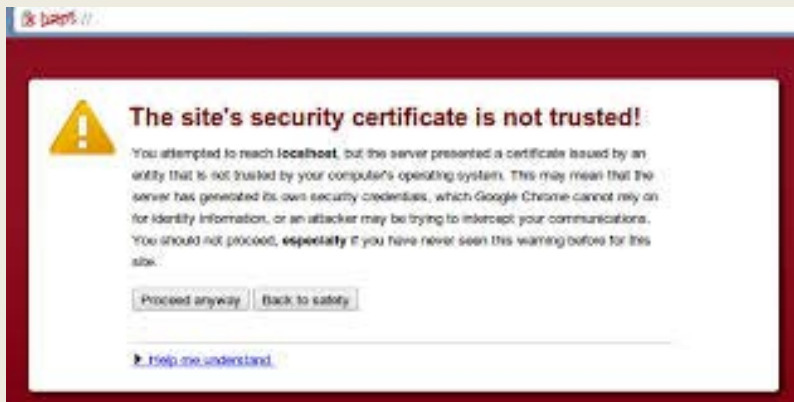 https://
The site's security certificate is not trusted!
You attempted to reach localhost, but the server presented a certificate issued by an
entity that is not trusted by your computer's operating system. This may mean that the
server has generated its own security credentials, which Google Chrome cannot rely on
for identity information, or an attacker may be trying to intercept your communications.
You should not proceed, especially if you have never seen this warning before for this
site.
Proceed anyway
Back to safety
Help me understand